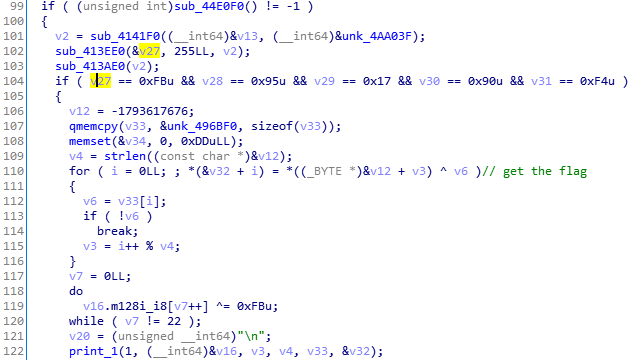 99 if ( (unsigned int)sub_44E0F0() != -1 )
100 {
101 v2 = sub_4141F0((__int64)&v13, (__int64)&unk_4AA03F);
102 sub_413EE0(&v27, 255LL, v2);
103 sub_413AE0(v2);
104 if ( v27 == 0xFBu && v28 == 0x95u && v29 == 0x17 && v30 == 0x90u && v31 == 0xF4u )
105 {
106 v12 = -1793617676;
107 qmemcpy(v33, &unk_496BF0, sizeof(v33));
108 memset(&v34, 0, 0xDDuLL);
109 v4 = strlen((const char *)&v12);
110 for ( i = 0LL; ; *(&v32 + i) = *((_BYTE *)&v12 + v3) ^ v6 )// get the flag
111 {
112 v6 = v33[i];
113 if ( !v6 )
114 break;
115 v3 = i++ % v4;
116 }
117 v7 = 0LL;
118 do
119 v16.m128i_i8[v7++] ^= 0xFBu;
120 while ( v7 != 22 );
121 v20 = (unsigned __int64)"\n";
122 print_1(1, (__int64)&v16, v3, v4, v33, &v32);